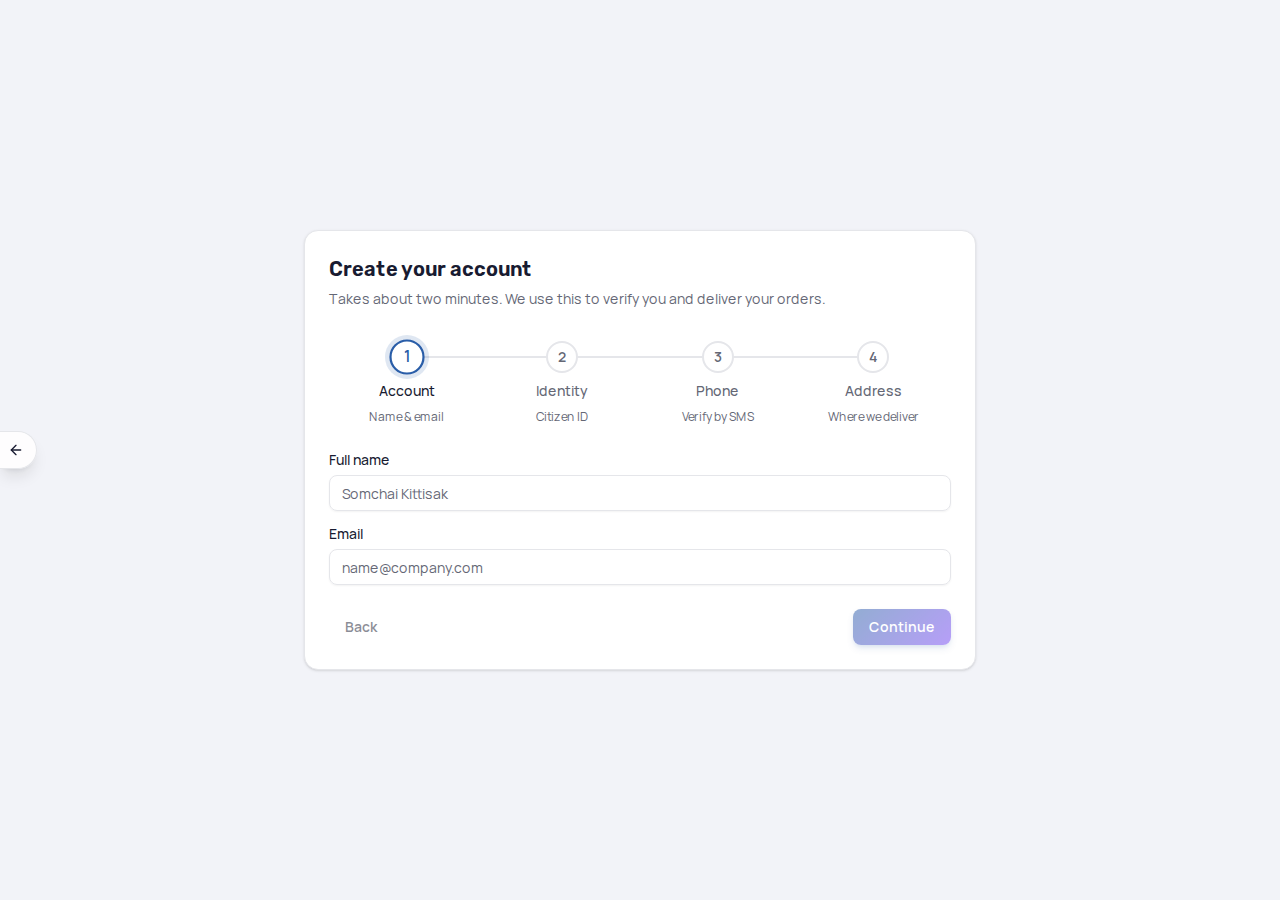 Create your account
Takes about two minutes. We use this to verify you and deliver your orders.
1 2 3 4
Account Identity Phone Address
Name & email Citizen ID Verify by SMS Where we deliver
Full name
Somchai Kittisak
Email
name@company.com
Back Continue